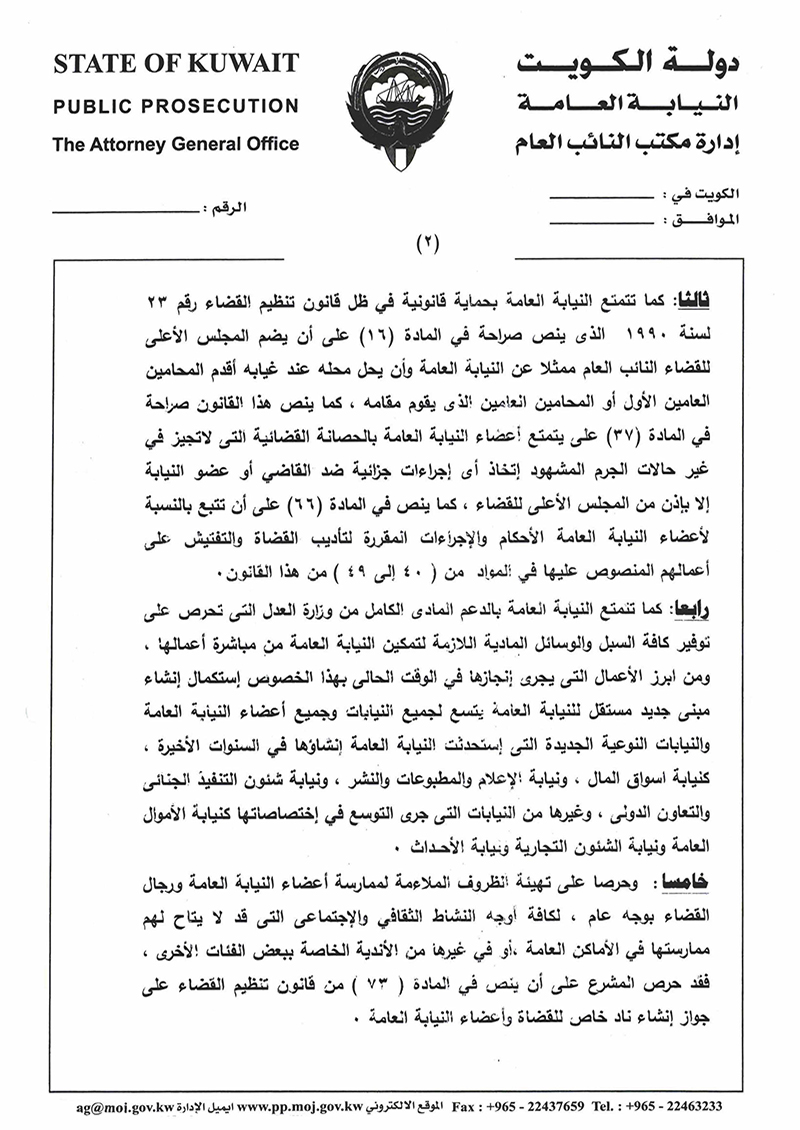 STATE OF KUWAIT
PUBLIC PROSECUTION
The Attorney General Office
دولـة الكويت
النيـابـة العـامـة
إدارة مكتب النائب العام
الكويت في : ـــــــــــــ
الموافــق : ـــــــــــــ
الرقم : ـــــــــــــ
(٢)
ثالثا: كما تتمتع النيابة العامة بحماية قانونية في ظل قانون تنظيم القضاء رقم ٢٣
لسنة ١٩٩٠ الذى ينص صراحة في المادة (١٦) على أن يضم المجلس الأعلى
للقضاء النائب العام ممثلا عن النيابة العامة وأن يحل محله عند غيابه أقدم المحامين
العامين الأول أو المحامين العامين الذى يقوم مقامه ، كما ينص هذا القانون صراحة
في المادة (٣٧) على يتمتع أعضاء النيابة العامة بالحصانة القضائية التى لاتجيز في
غير حالات الجرم المشهود إتخاذ أى إجراءات جزائية ضد القاضي أو عضو النيابة
إلا بإذن من المجلس الأعلى للقضاء ، كما ينص في المادة (٦٦) على أن تتبع بالنسبة
لأعضاء النيابة العامة الأحكام والإجراءات المقررة لتأديب القضاة والتفتيش على
أعمالهم المنصوص عليها في المواد من ( ٤٠ إلى ٤٩ ) من هذا القانون٠
رابعا: كما تتمتع النيابة العامة بالدعم المادى الكامل من وزارة العدل التى تحرص على
توفير كافة السبل والوسائل المادية اللازمة لتمكين النيابة العامة من مباشرة أعمالها ،
ومن ابرز الأعمال التى يجرى إنجازها في الوقت الحالى بهذا الخصوص إستكمال إنشاء
مبنى جديد مستقل للنيابة العامة يتسع لجميع النيابات وجميع أعضاء النيابة العامة
والنيابات النوعية الجديدة التى إستحدثت النيابة العامة إنشاؤها في السنوات الأخيرة ،
كنيابة اسواق المال ، ونيابة الإعلام والمطبوعات والنشر ، ونيابة شئون التنفيذ الجنائى
والتعاون الدولى ، وغيرها من النيابات التى جرى التوسع في إختصاصاتها كنيابة الأموال
العامة ونيابة الشئون التجارية ونيابة الأحداث ٠
خامسا: وحرصا على تهيئة الظروف الملاءمة لممارسة أعضاء النيابة العامة ورجال
القضاء بوجه عام ، لكافة أوجه النشاط الثقافي والإجتماعى التى قد لا يتاح لهم
ممارستها في الأماكن العامة ،أو في غيرها من الأندية الخاصة ببعض الفئات الأخرى ،
فقد حرص المشرع على أن ينص في المادة ( ٧٣ ) من قانون تنظيم القضاء على
جواز إنشاء ناد خاص للقضاة وأعضاء النيابة العامة ٠
ag@moj.gov.kw ايميل الإدارة www.pp.moj.gov.kw الموقع الالكتروني Fax : +965 - 22437659 Tel. : +965 - 22463233